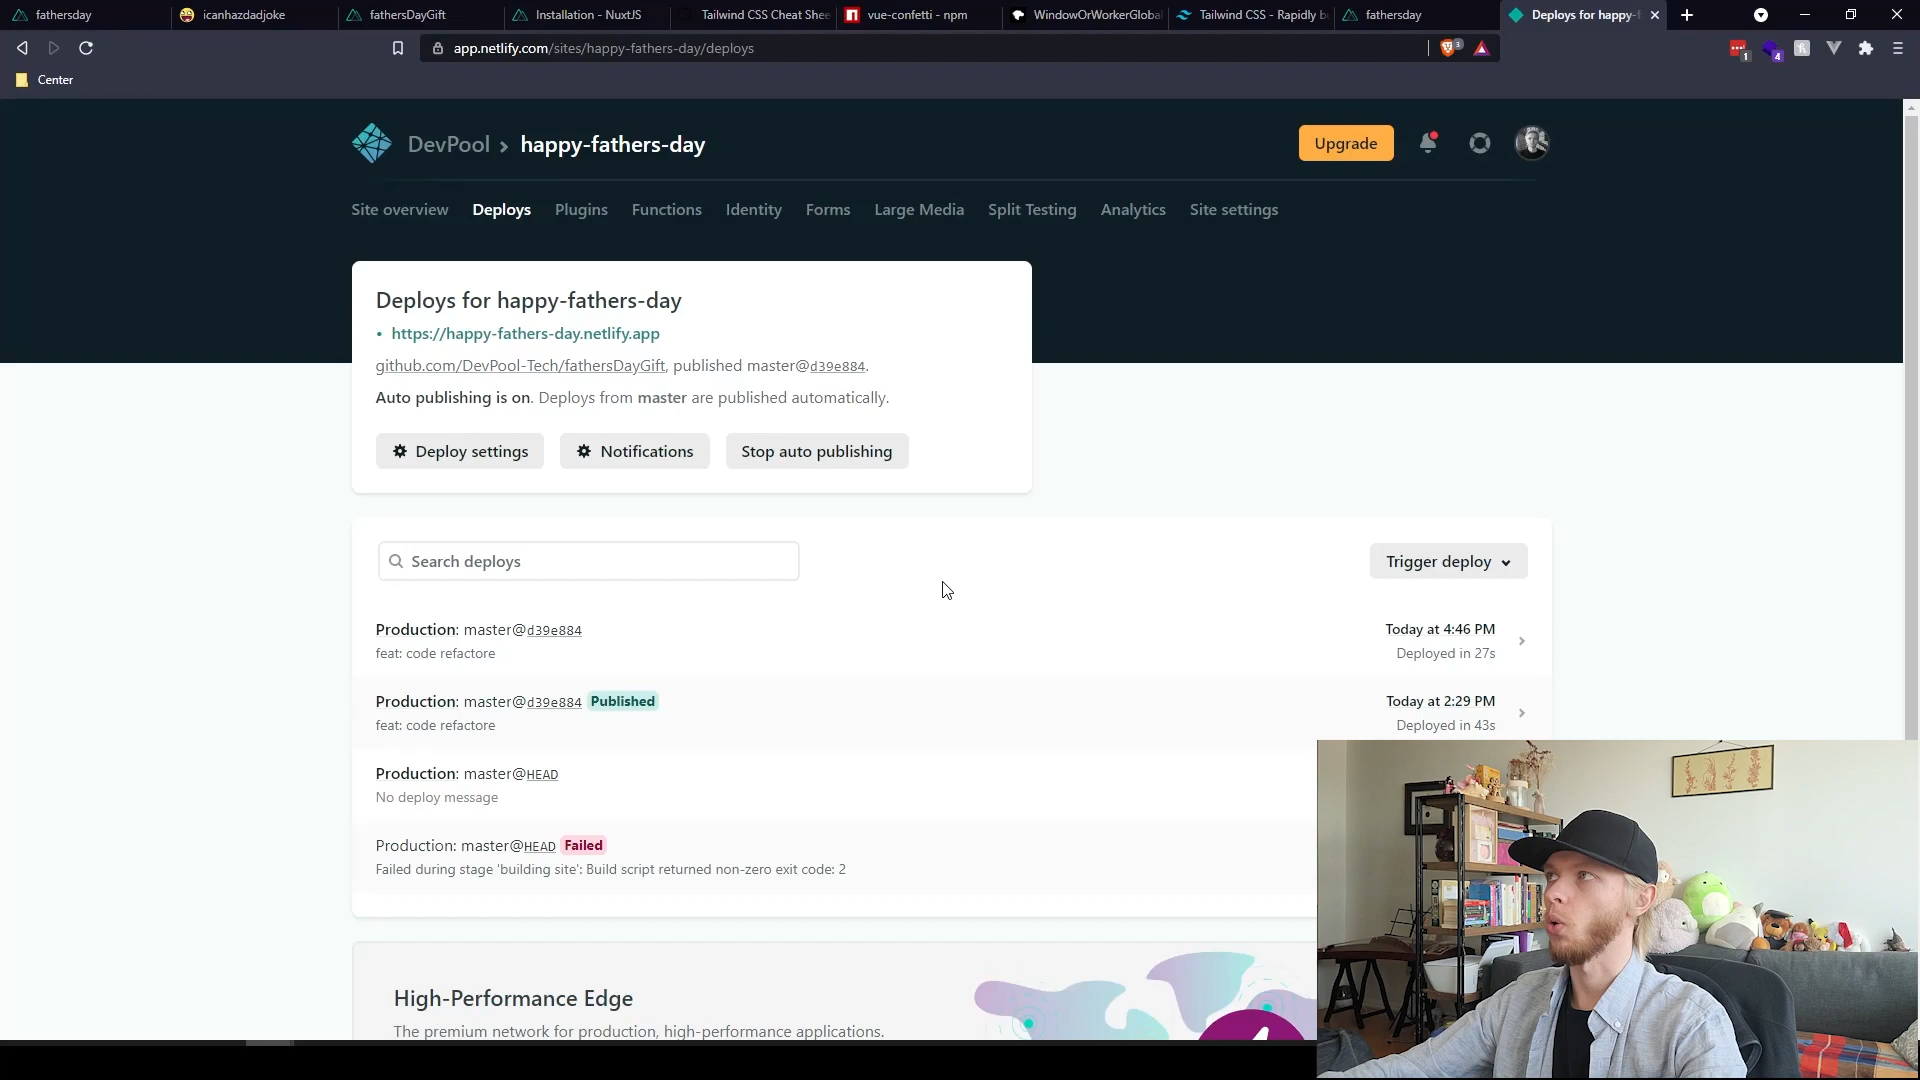 fathersday
icanhazdadjoke
fathersDayGift
Installation - NuxtJS
Tailwind CSS Cheat Shee
vue-confetti - npm
WindowOrWorkerGlobal
Tailwind CSS - Rapidly b
fathersday
Deploys for happy-f
app.netlify.com/sites/happy-fathers-day/deploys
3
1
4
Center
DevPool
happy-fathers-day
Upgrade
Site overview
Deploys
Plugins
Functions
Identity
Forms
Large Media
Split Testing
Analytics
Site settings
Deploys for happy-fathers-day
• https://happy-fathers-day.netlify.app
github.com/DevPool-Tech/fathersDayGift, published master@d39e884.
Auto publishing is on. Deploys from master are published automatically.
Deploy settings
Notifications
Stop auto publishing
Search deploys
Trigger deploy
Production: master@d39e884
Today at 4:46 PM
feat: code refactore
Deployed in 27s
Production: master@d39e884 Published
Today at 2:29 PM
feat: code refactore
Deployed in 43s
Production: master@HEAD
No deploy message
Production: master@HEAD Failed
Failed during stage 'building site': Build script returned non-zero exit code: 2
High-Performance Edge
The premium network for production, high-performance applications.